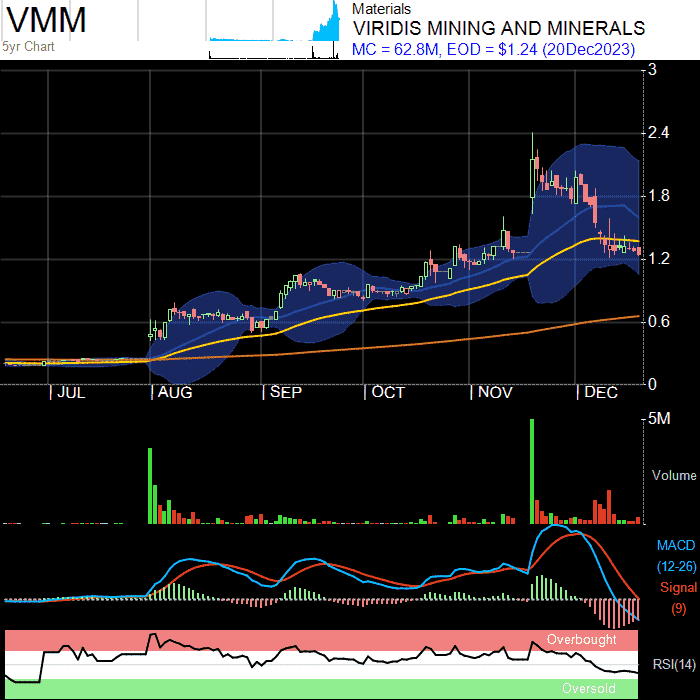 VMM
5yr Chart
Materials
VIRIDIS MINING AND MINERALS
MC = 62.8M, EOD = $1.24 (20Dec2023)
3
2.4
1.8
1.2
0.6
0
JUL
AUG
SEP
OCT
NOV
DEC
5M
Volume
MACD
(12-26)
Signal
(9)
Overbought
RSI(14)
Oversold